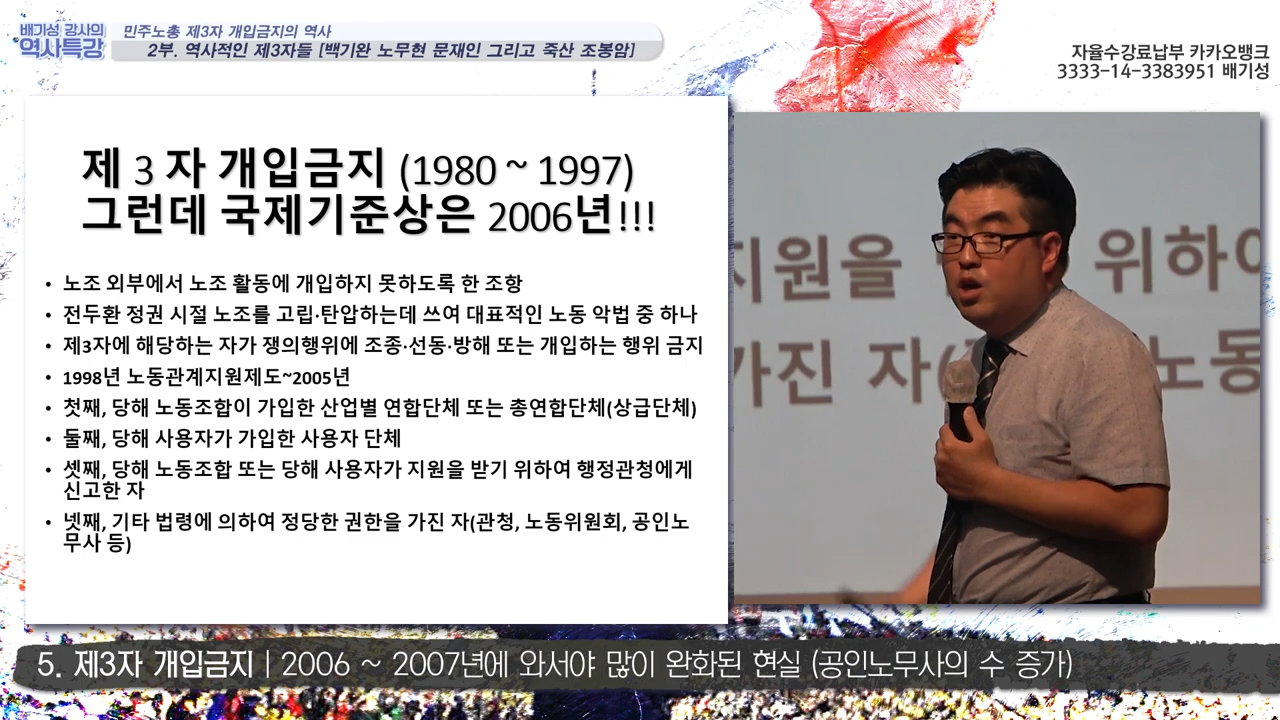 배기성 강사의
역사특강
민주노총 제3자 개입금지의 역사
2부. 역사적인 제3자들 [백기완 노무현 문재인 그리고 죽산 조봉암]
자율수강료납부 카카오뱅크
3333-14-3383951 배기성
제 3 자 개입금지 (1980 ~ 1997)
그런데 국제기준상은 2006년!!!
• 노조 외부에서 노조 활동에 개입하지 못하도록 한 조항
• 전두환 정권 시절 노조를 고립·탄압하는데 쓰여 대표적인 노동 악법 중 하나
• 제3자에 해당하는 자가 쟁의행위에 조종·선동·방해 또는 개입하는 행위 금지
• 1998년 노동관계지원제도~2005년
• 첫째, 당해 노동조합이 가입한 산업별 연합단체 또는 총연합단체(상급단체)
• 둘째, 당해 사용자가 가입한 사용자 단체
• 셋째, 당해 노동조합 또는 당해 사용자가 지원을 받기 위하여 행정관청에게
신고한 자
• 넷째, 기타 법령에 의하여 정당한 권한을 가진 자(관청, 노동위원회, 공인노
무사 등)
지원을 위하여
가진 자( 노동
5. 제3자 개입금지 | 2006 ~ 2007년에 와서야 많이 완화된 현실 (공인노무사의 수 증가)